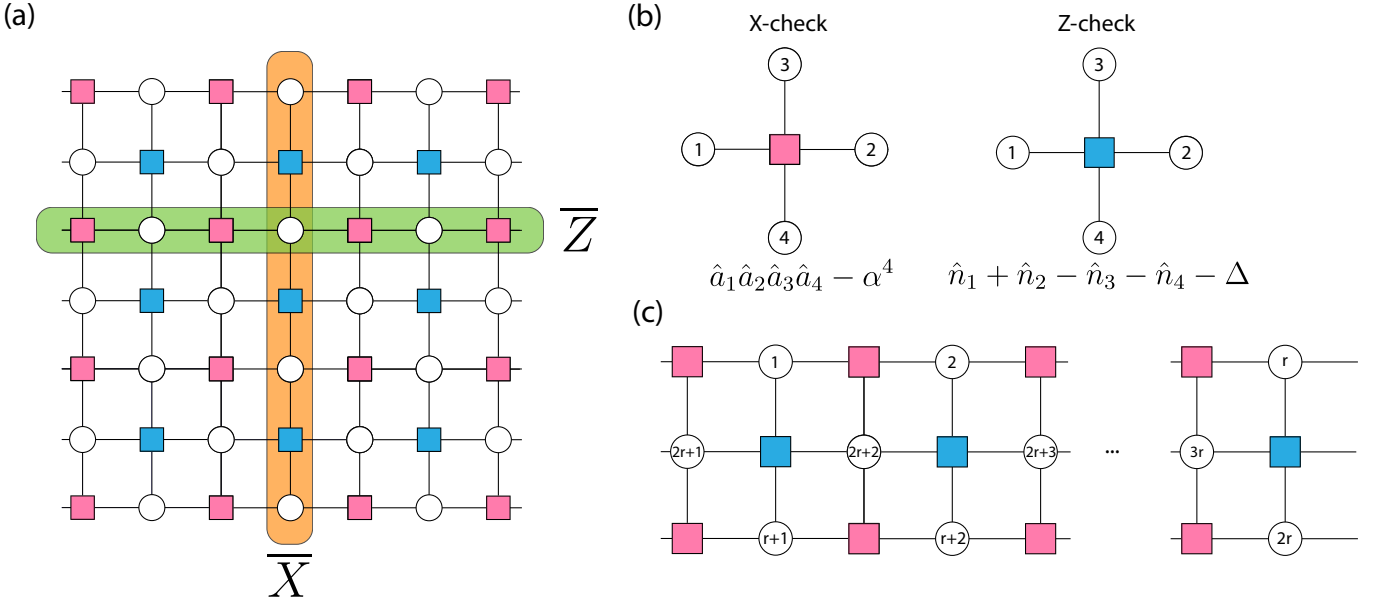 (a)
Z̅
X̅
(b)
X-check
3
1
2
4
â₁â₂â₃â₄ − α⁴
Z-check
3
1
2
4
n̂₁ + n̂₂ − n̂₃ − n̂₄ − Δ
(c)
1
2
r
2r+1
2r+2
2r+3
...
3r
r+1
r+2
2r